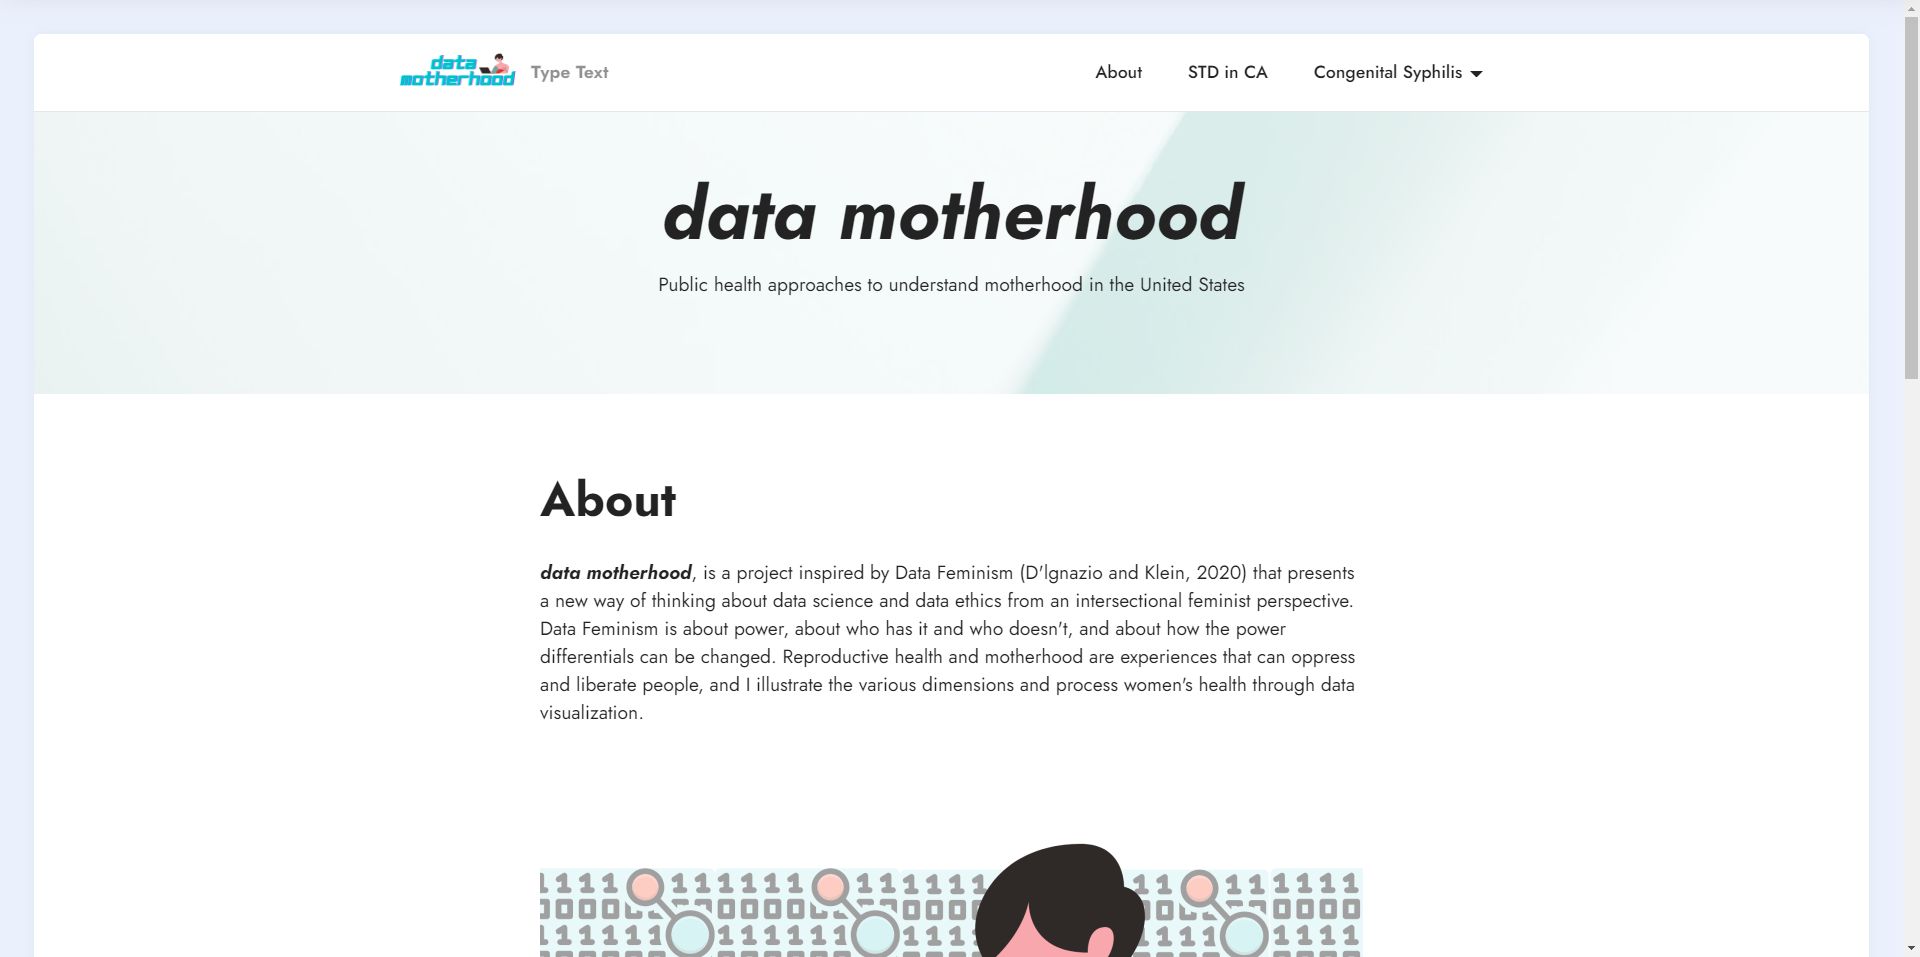 data
motherhood
Type Text
About
STD in CA
Congenital Syphilis
data motherhood
Public health approaches to understand motherhood in the United States
About
data motherhood, is a project inspired by Data Feminism (D'lgnazio and Klein, 2020) that presents
a new way of thinking about data science and data ethics from an intersectional feminist perspective.
Data Feminism is about power, about who has it and who doesn't, and about how the power
differentials can be changed. Reproductive health and motherhood are experiences that can oppress
and liberate people, and I illustrate the various dimensions and process women's health through data
visualization.